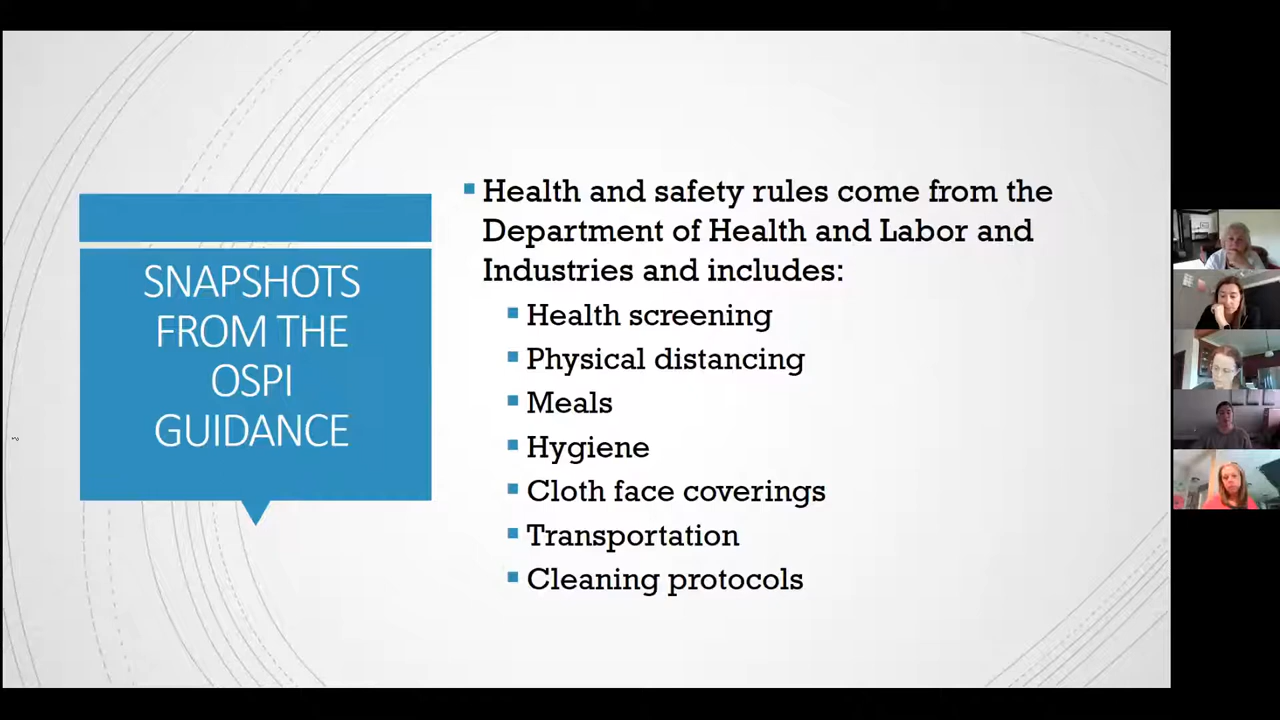 SNAPSHOTS
FROM THE
OSPI
GUIDANCE
Health and safety rules come from the
Department of Health and Labor and
Industries and includes:
Health screening
Physical distancing
Meals
Hygiene
Cloth face coverings
Transportation
Cleaning protocols